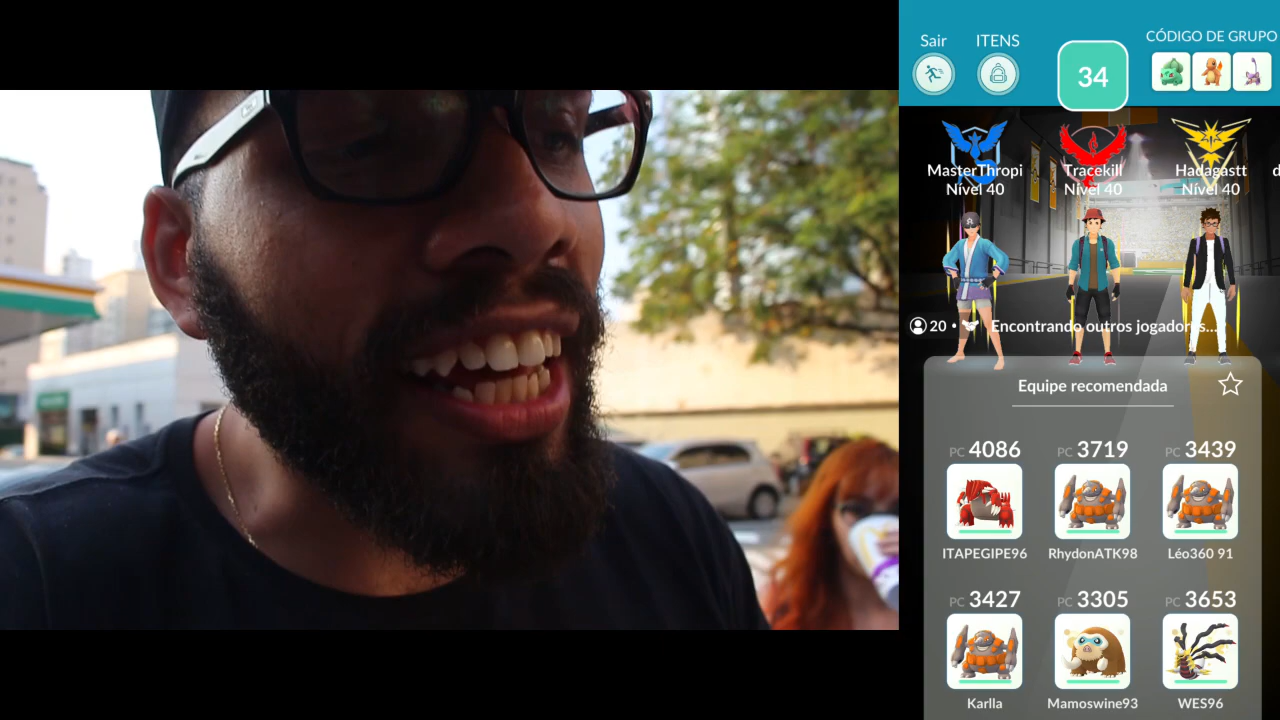 Sair
ITENS
34
CÓDIGO DE GRUPO
MasterThropi
Nível 40
Tracekill
Nível 40
Hadagastt
Nível 40
d
20 • Encontrando outros jogadores...
Equipe recomendada
PC 4086
PC 3719
PC 3439
ITAPEGIPE96
RhydonATK98
Léo360 91
PC 3427
PC 3305
PC 3653
Karlla
Mamoswine93
WES96